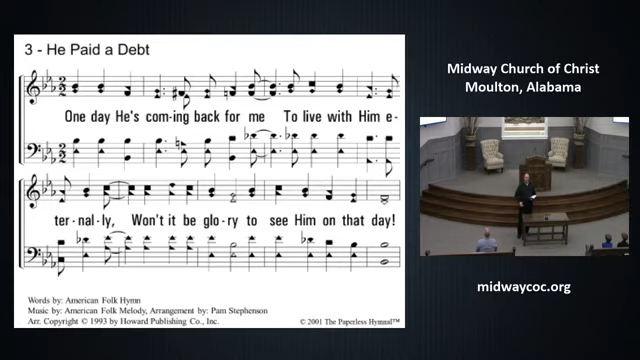 3 - He Paid a Debt
One day He's com-ing back for me To live with Him e-
ter-nal-ly, Won't it be glo-ry to see Him on that day!
Words by: American Folk Hymn
Music by: American Folk Melody, Arrangement by: Pam Stephenson
Arr. Copyright © 1993 by Howard Publishing Co., Inc.
© 2001 The Paperless Hymnal™
Midway Church of Christ
Moulton, Alabama
midwaycoc.org